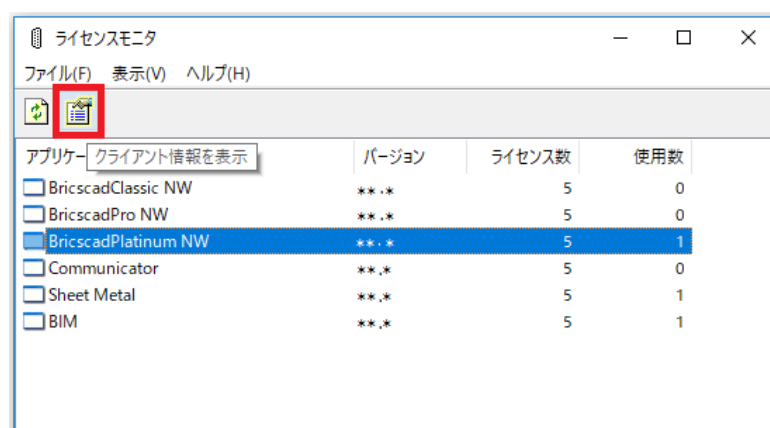 ライセンスモニタ
ファイル(F) 表示(V) ヘルプ(H)
アプリケー クライアント情報を表示 バージョン ライセンス数 使用数
BricscadClassic NW **.* 5 0
BricscadPro NW **.* 5 0
BricscadPlatinum NW **.* 5 1
Communicator **.* 5 0
Sheet Metal **.* 5 1
BIM **.* 5 1